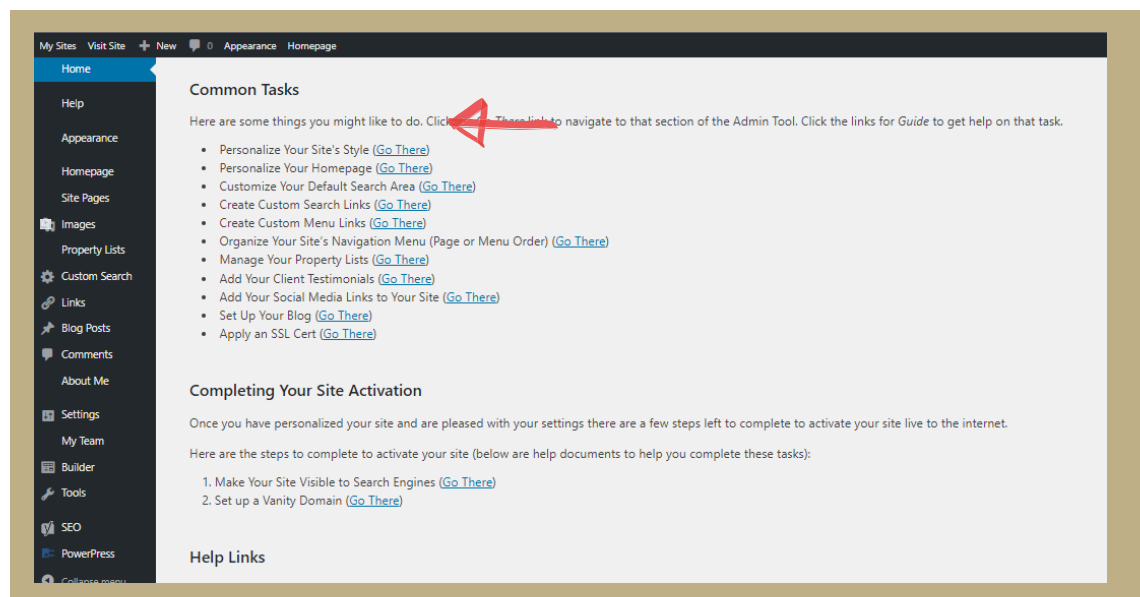 My Sites Visit Site New 0 Appearance Homepage
Home
Help
Appearance
Homepage
Site Pages
Images
Property Lists
Custom Search
Links
Blog Posts
Comments
About Me
Settings
My Team
Builder
Tools
SEO
PowerPress
Collapse menu
Common Tasks
Here are some things you might like to do. Click There link to navigate to that section of the Admin Tool. Click the links for Guide to get help on that task.
• Personalize Your Site's Style (Go There)
• Personalize Your Homepage (Go There)
• Customize Your Default Search Area (Go There)
• Create Custom Search Links (Go There)
• Create Custom Menu Links (Go There)
• Organize Your Site's Navigation Menu (Page or Menu Order) (Go There)
• Manage Your Property Lists (Go There)
• Add Your Client Testimonials (Go There)
• Add Your Social Media Links to Your Site (Go There)
• Set Up Your Blog (Go There)
• Apply an SSL Cert (Go There)
Completing Your Site Activation
Once you have personalized your site and are pleased with your settings there are a few steps left to complete to activate your site live to the internet.
Here are the steps to complete to activate your site (below are help documents to help you complete these tasks):
1. Make Your Site Visible to Search Engines (Go There)
2. Set up a Vanity Domain (Go There)
Help Links